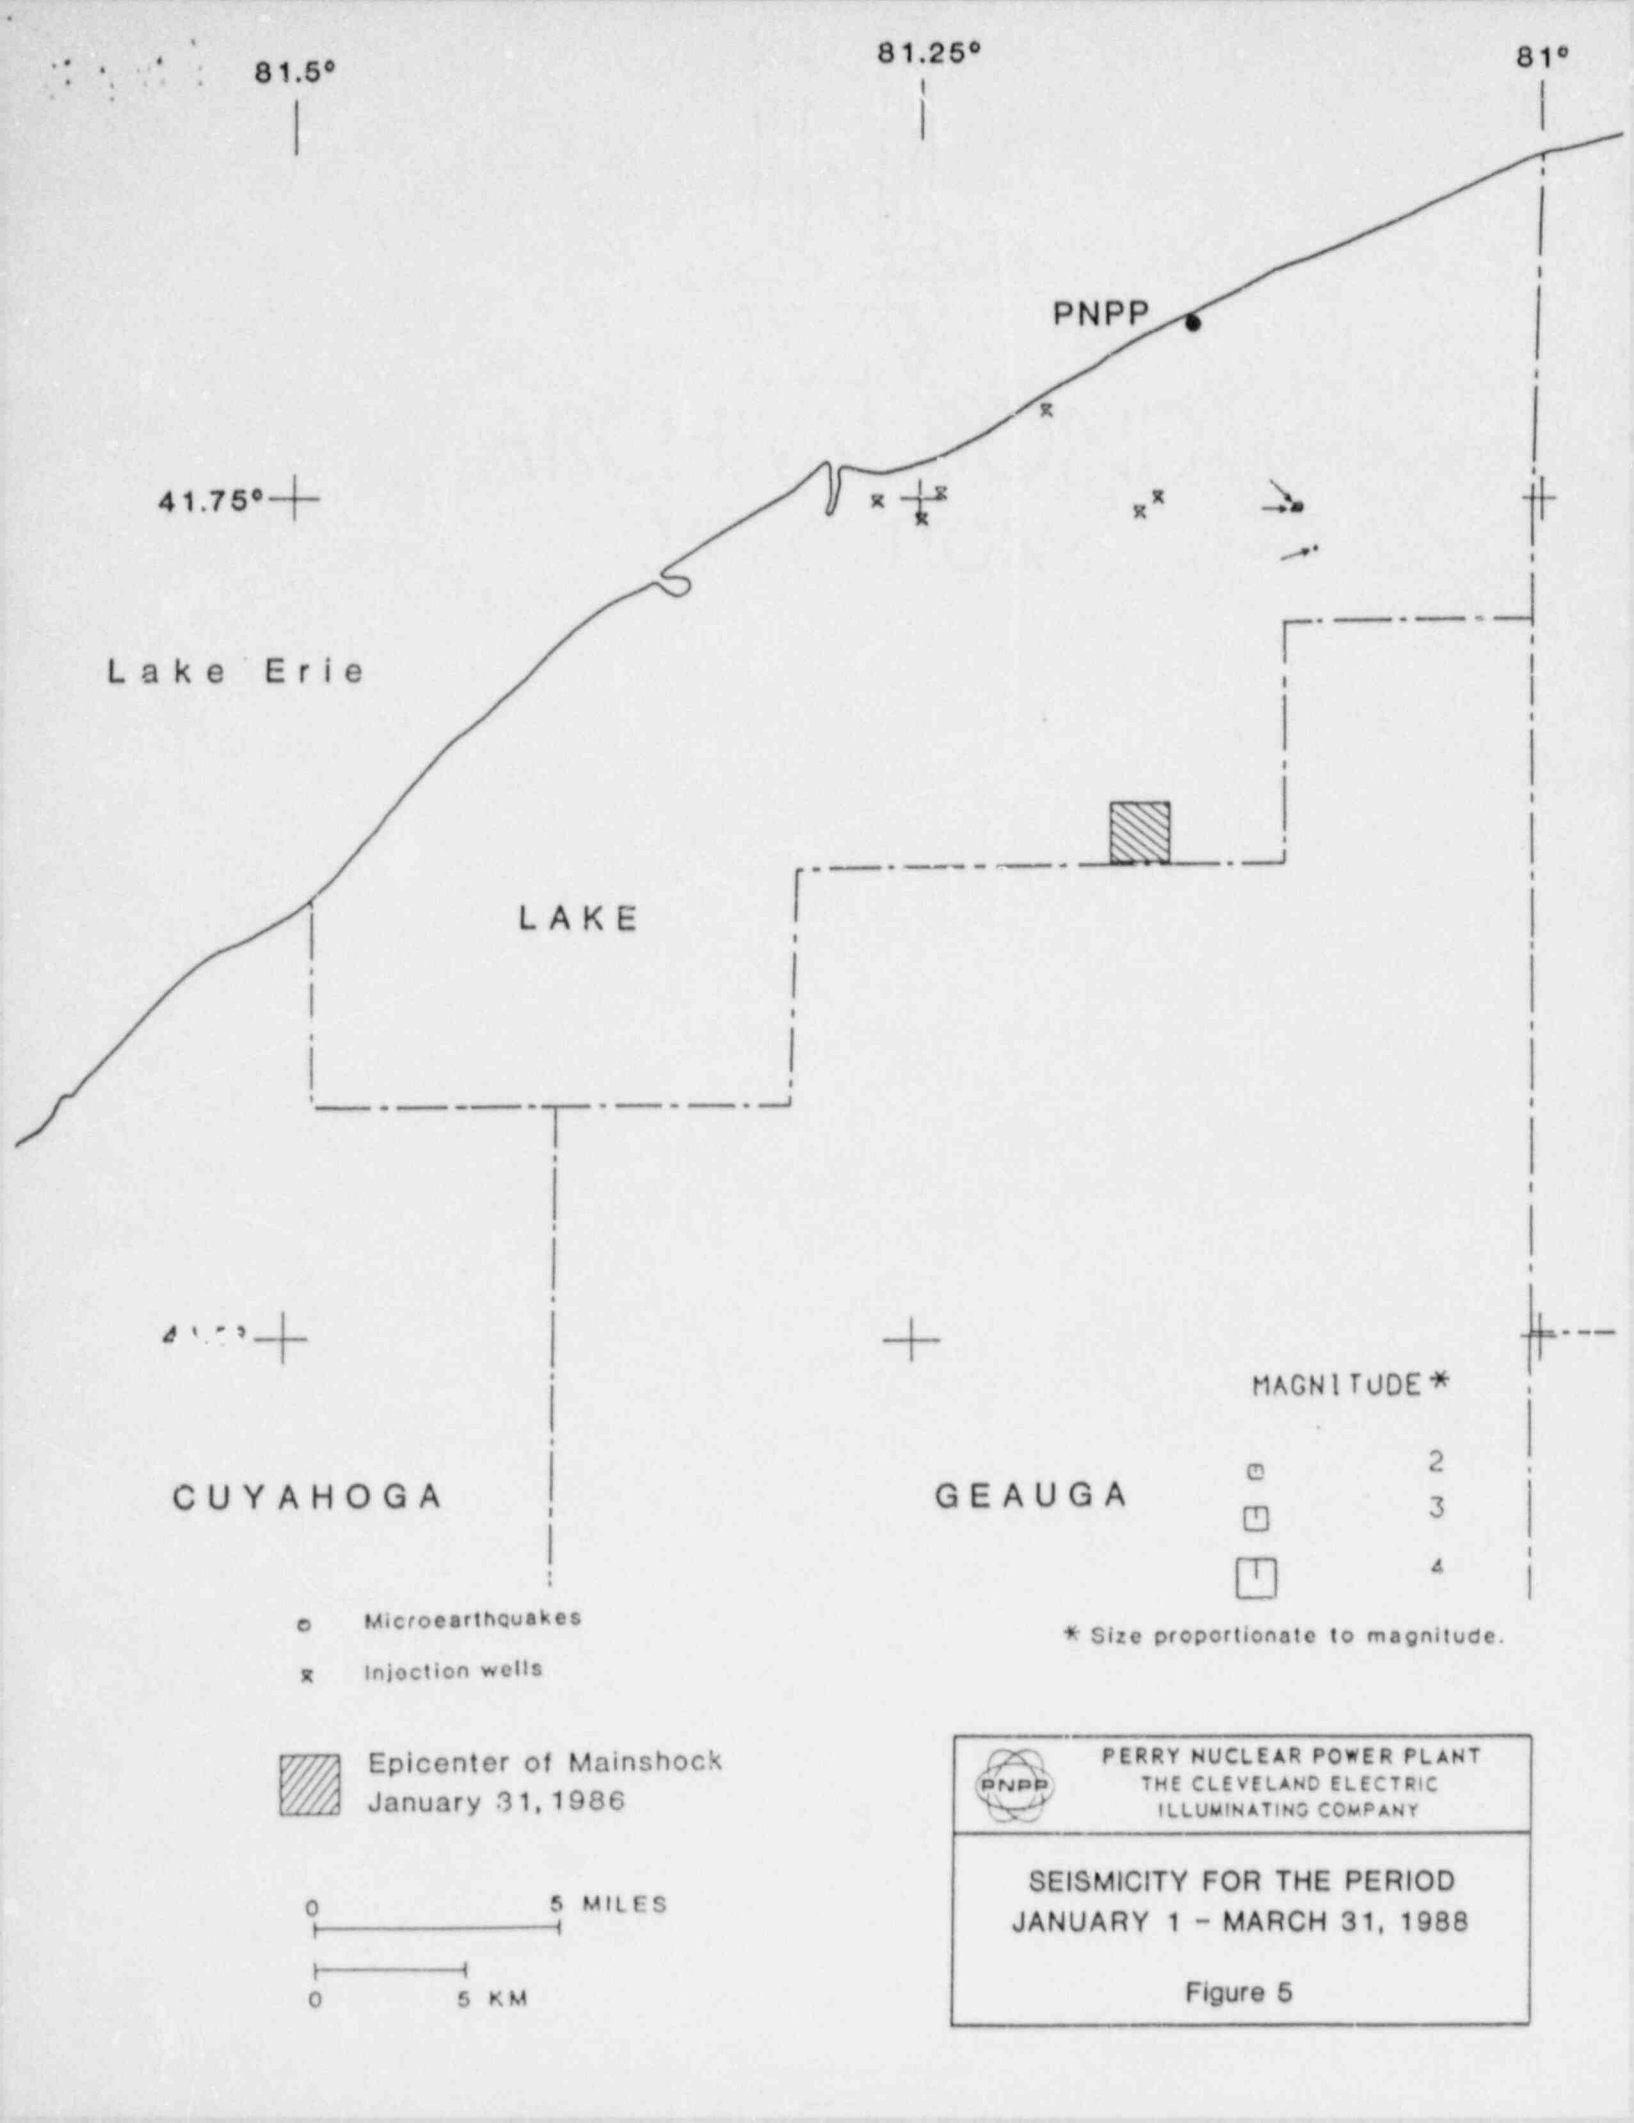 81.5°
81.25°
81°
PNPP
41.75°
Lake Erie
LAKE
MAGNITUDE*
2
CUYAHOGA
GEAUGA
3
4
Microearthquakes
* Size proportionate to magnitude.
Injection wells
Epicenter of Mainshock
January 31, 1986
PNPP
PERRY NUCLEAR POWER PLANT
THE CLEVELAND ELECTRIC
ILLUMINATING COMPANY
0 5 MILES
0 5 KM
SEISMICITY FOR THE PERIOD
JANUARY 1 - MARCH 31, 1988
Figure 5